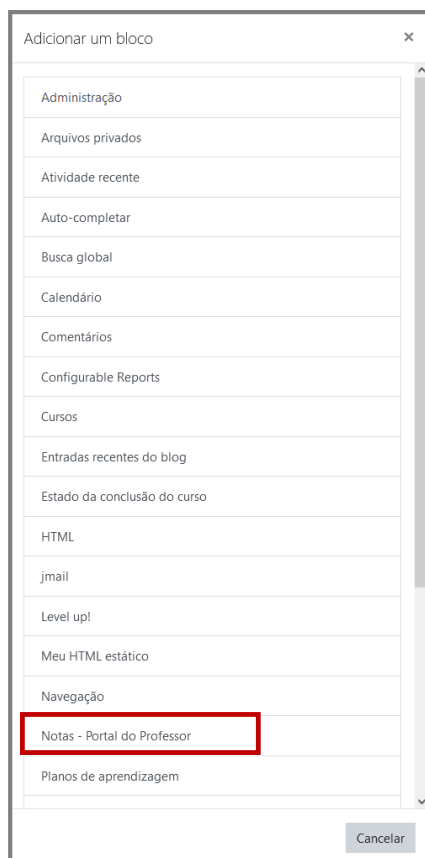 Adicionar um bloco
×
Administração
Arquivos privados
Atividade recente
Auto-completar
Busca global
Calendário
Comentários
Configurable Reports
Cursos
Entradas recentes do blog
Estado da conclusão do curso
HTML
jmail
Level up!
Meu HTML estático
Navegação
Notas - Portal do Professor
Planos de aprendizagem
Cancelar